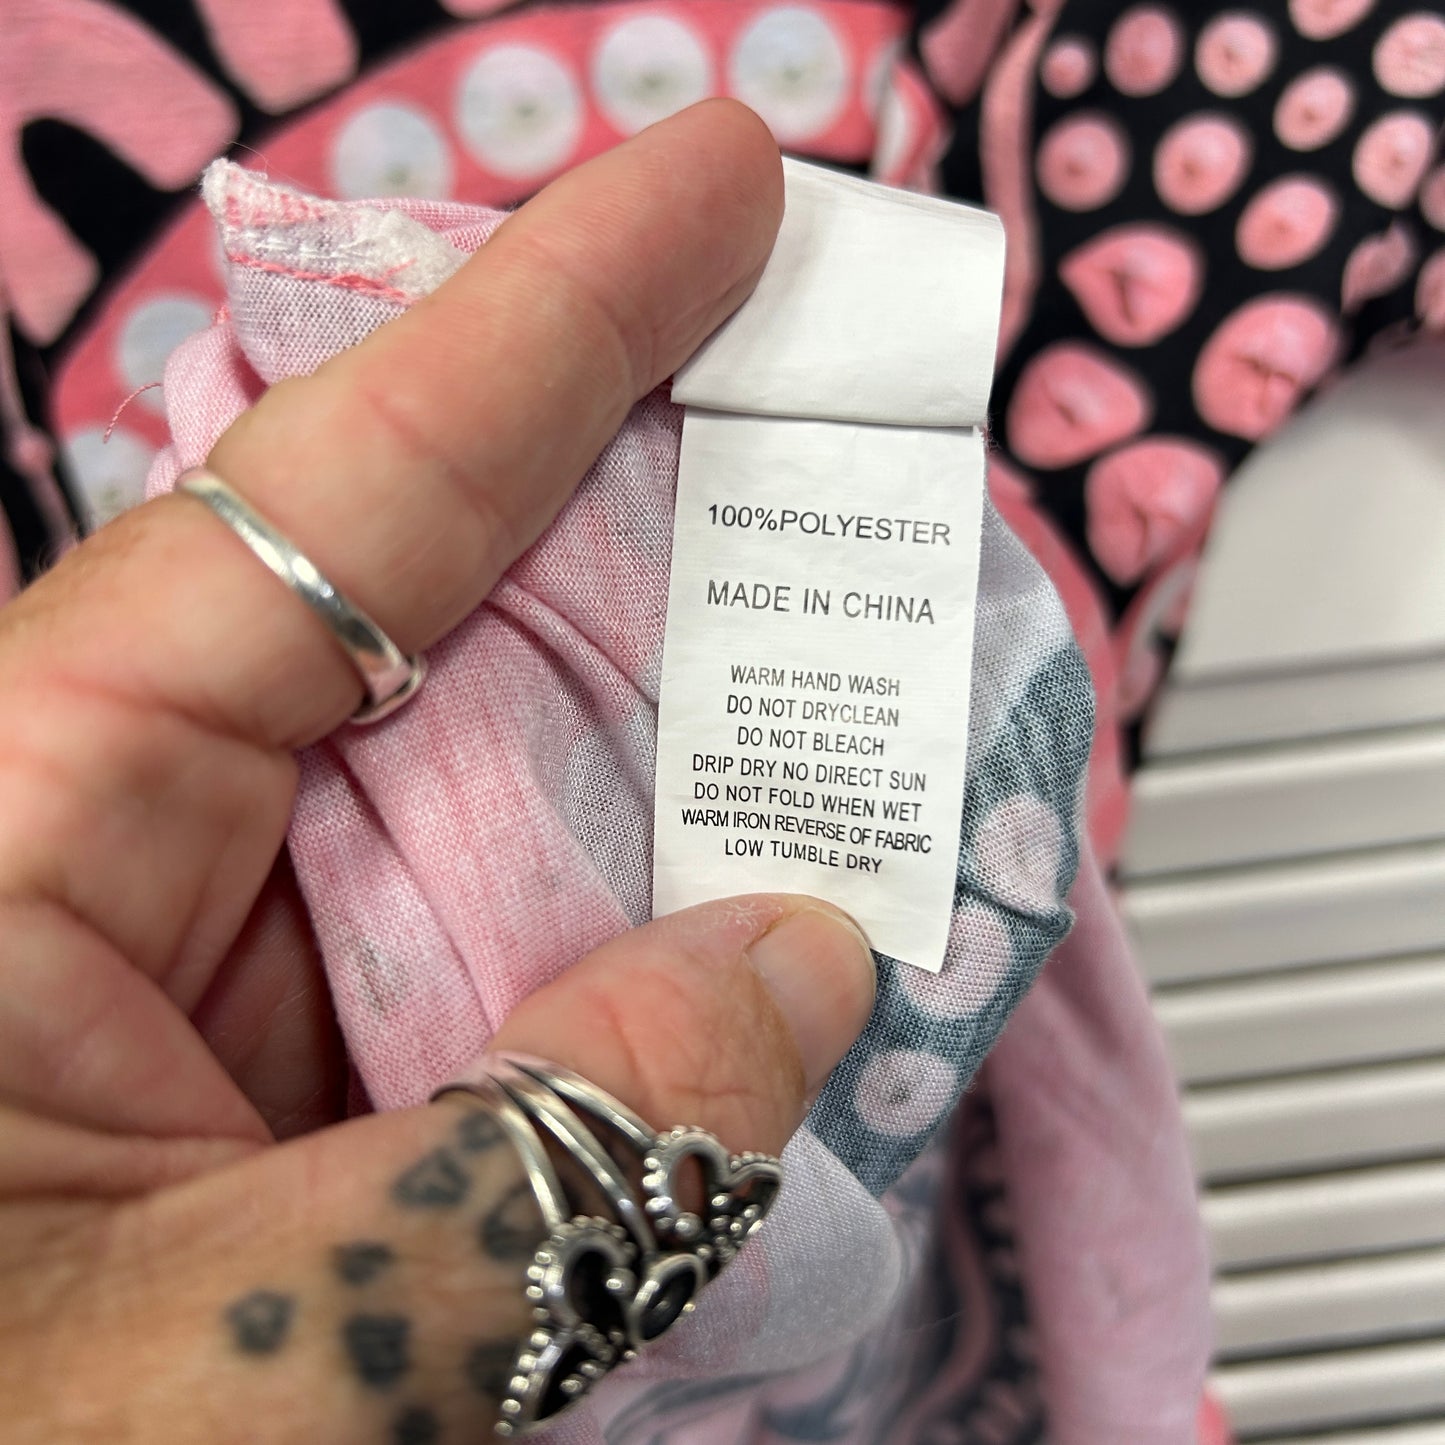 100%POLYESTER
MADE IN CHINA
WARM HAND WASH
DO NOT DRYCLEAN
DO NOT BLEACH
DRIP DRY NO DIRECT SUN
DO NOT FOLD WHEN WET
WARM IRON REVERSE OF FABRIC
LOW TUMBLE DRY